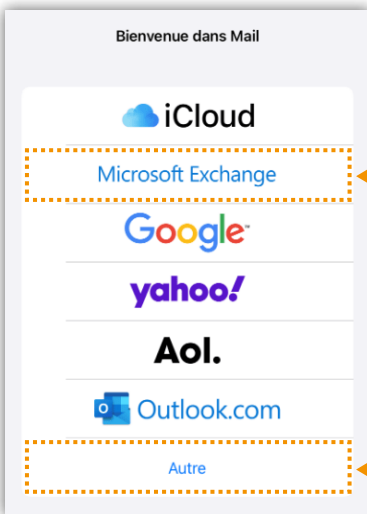 Bienvenue dans Mail
iCloud
Microsoft Exchange
Google
yahoo!
Aol.
Outlook.com
Autre